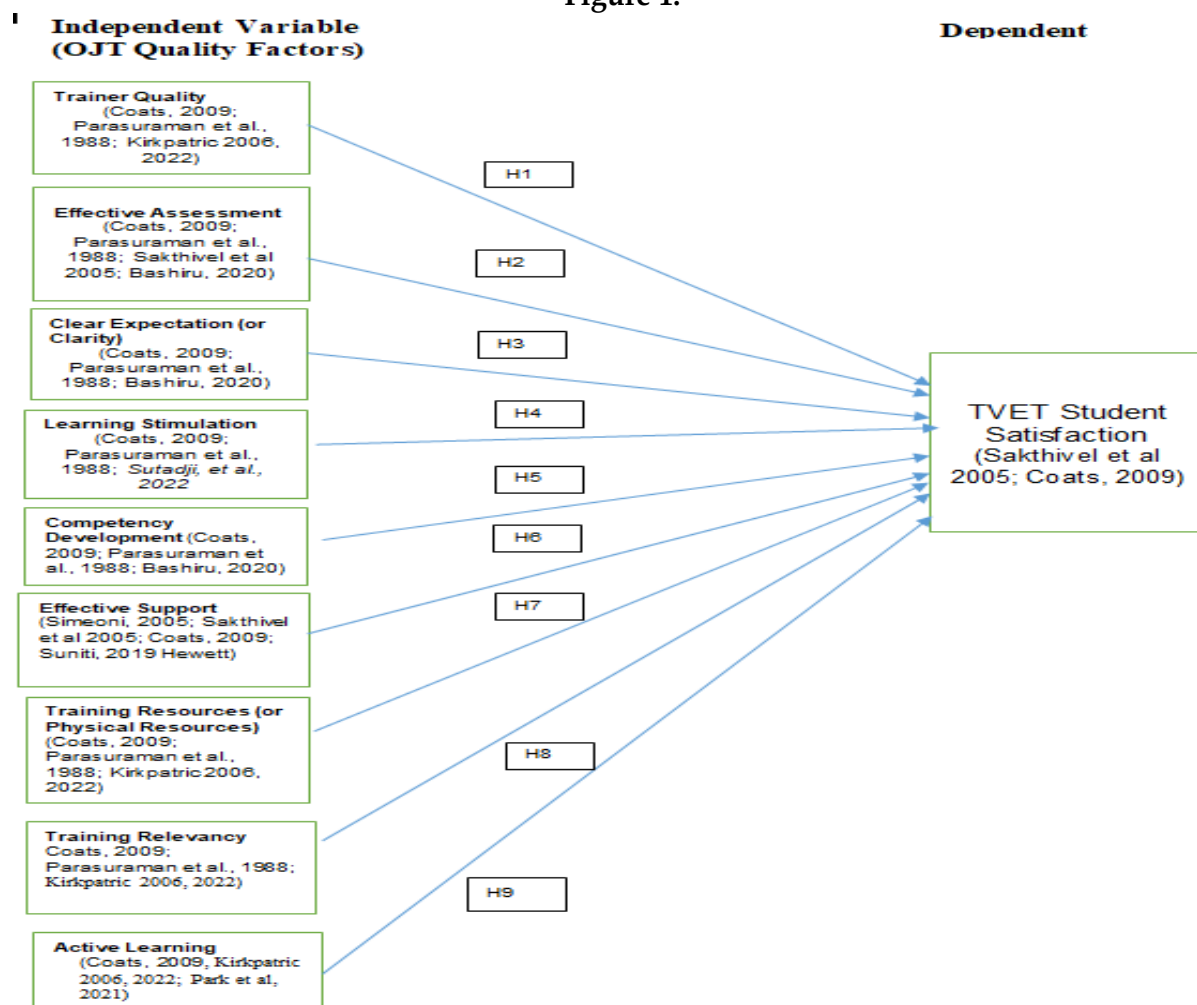 Figure 1.
Independent Variable
(OJT Quality Factors)
Dependent
Trainer Quality
(Coats, 2009;
Parasuraman et al.,
1988; Kirkpatric 2006,
2022)
H1
Effective Assessment
(Coats, 2009;
Parasuraman et al.,
1988; Sakthivel et al
2005; Bashiru, 2020)
H2
Clear Expectation (or
Clarity)
(Coats, 2009;
Parasuraman et al.,
1988; Bashiru, 2020)
H3
Learning Stimulation
(Coats, 2009;
Parasuraman et al.,
1988; Sutadji, et al.,
2022
H4
Competency
Development (Coats,
2009; Parasuraman et
al., 1988; Bashiru, 2020)
H5
Effective Support
(Simeoni, 2005; Sakthivel
et al 2005; Coats, 2009;
Suniti, 2019 Hewett)
H6
Training Resources (or
Physical Resources)
(Coats, 2009;
Parasuraman et al.,
1988; Kirkpatric 2006,
2022)
H7
Training Relevancy
Coats, 2009;
Parasuraman et al., 1988;
Kirkpatric 2006, 2022)
H8
Active Learning
(Coats, 2009, Kirkpatric
2006, 2022; Park et al,
2021)
H9
TVET Student
Satisfaction
(Sakthivel et al
2005; Coats, 2009)